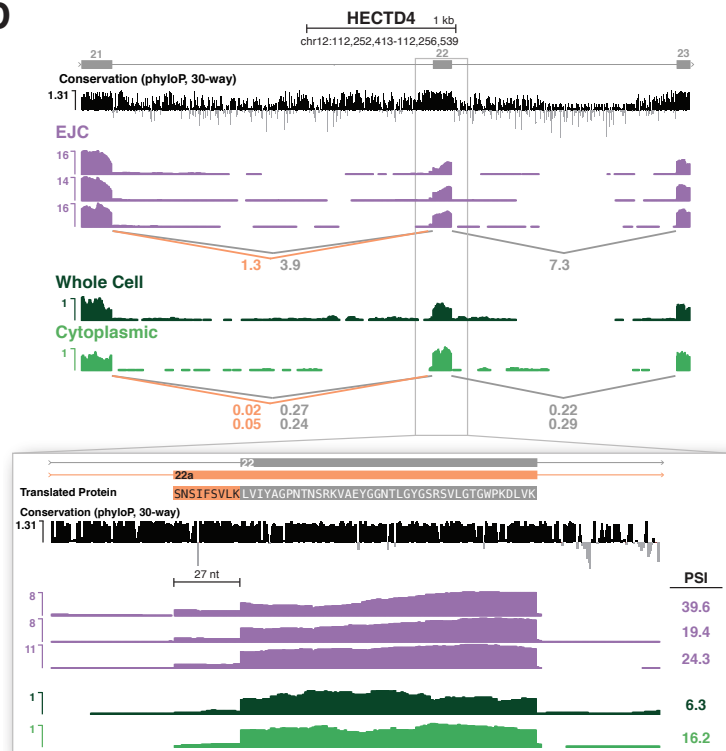 HECTD4 1 kb
chr12:112,252,413-112,256,539
21 22 23
Conservation (phyloP, 30-way)
1.31
EJC
16
14
16
1.3 3.9 7.3
Whole Cell
1
Cytoplasmic
1
0.02 0.27 0.22
0.05 0.24 0.29
22
22a
Translated Protein SNSIFSVLKLVIYAGPNTNSRKVAEYGGNTLGYGSRSVLGTGWPKDLVK
Conservation (phyloP, 30-way)
1.31
27 nt
PSI
8 39.6
8 19.4
11 24.3
1 6.3
1 16.2